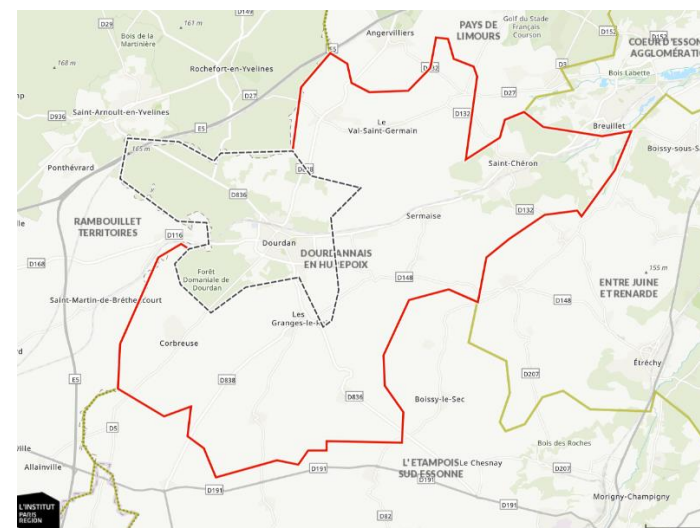 D29
161 m
D149
Angervilliers
PAYS DE
LIMOURS
Golf du Stade
Français
Courson
D152
D152
COEUR D'ESSON
AGGLOMÉRATIO
Bois de la
Martinière
168 m
Rochefort-en-Yvelines
D3
Bois Labette
D132
D27
D27
Saint-Arnoult-en-Yvelines
D936
E5
D132
Le
Val-Saint-Germain
Breuillet
Boissy-sous-S
165 m
Ponthévrard
Saint-Chéron
D836
RAMBOUILLET
TERRITOIRES
D116
D132
Sermaise
Dourdan
DOURDANNAIS
EN HUREPOIX
D168
Forêt
Domaniale de
Dourdan
D148
155 m
ENTRE JUINE
ET RENARDE
Saint-Martin-de-Bréthencourt
D148
Les
Granges-le-Roi
Corbreuse
Étréchy
E5
D838
D207
D836
Boissy-le-Sec
D5
Bois des Roches
Allainville
D191
L'ETAMPOIS
SUD ESSONNE
Le Chesnay
D207
D191
D191
Morigny-Champigny
D82
L'INSTITUT
PARIS
REGION